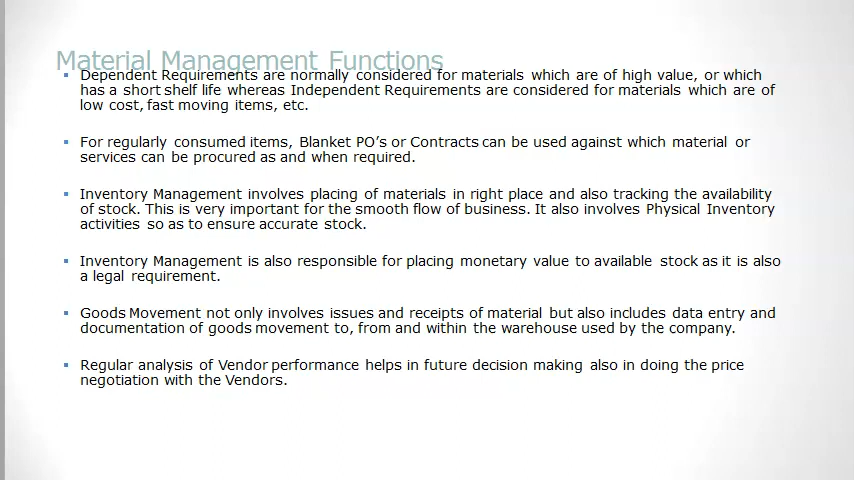 Material Management Functions
▪ Dependent Requirements are normally considered for materials which are of high value, or which
has a short shelf life whereas Independent Requirements are considered for materials which are of
low cost, fast moving items, etc.
▪ For regularly consumed items, Blanket PO's or Contracts can be used against which material or
services can be procured as and when required.
▪ Inventory Management involves placing of materials in right place and also tracking the availability
of stock. This is very important for the smooth flow of business. It also involves Physical Inventory
activities so as to ensure accurate stock.
▪ Inventory Management is also responsible for placing monetary value to available stock as it is also
a legal requirement.
▪ Goods Movement not only involves issues and receipts of material but also includes data entry and
documentation of goods movement to, from and within the warehouse used by the company.
▪ Regular analysis of Vendor performance helps in future decision making also in doing the price
negotiation with the Vendors.